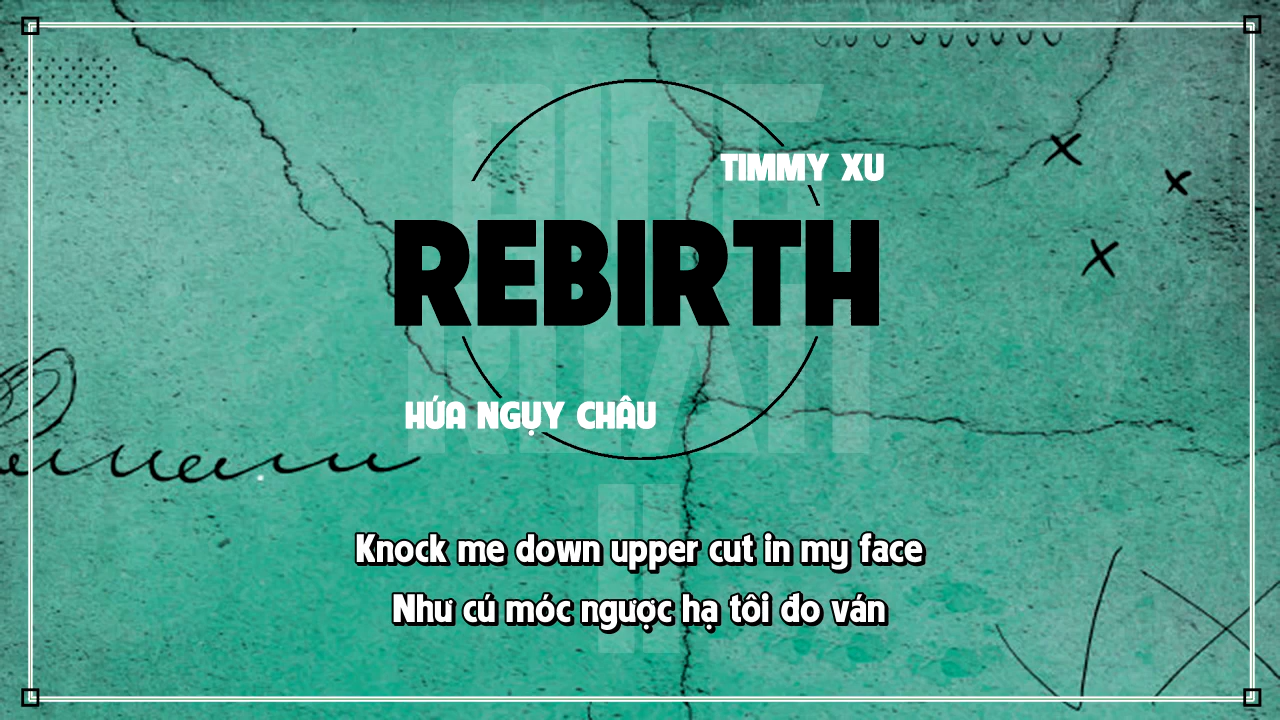 TIMMY XU
REBIRTH
HỨA NGỤY CHÂU
Knock me down upper cut in my face
Như cú móc ngược hạ tôi đo ván